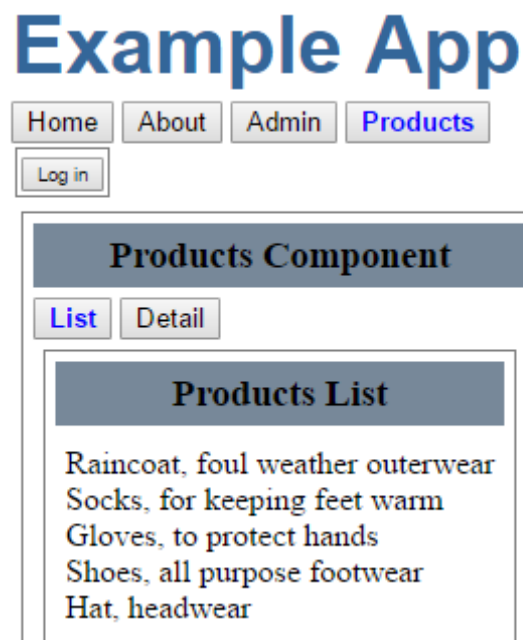 Example App
Home About Admin Products
Log in
Products Component
List Detail
Products List
Raincoat, foul weather outerwear
Socks, for keeping feet warm
Gloves, to protect hands
Shoes, all purpose footwear
Hat, headwear